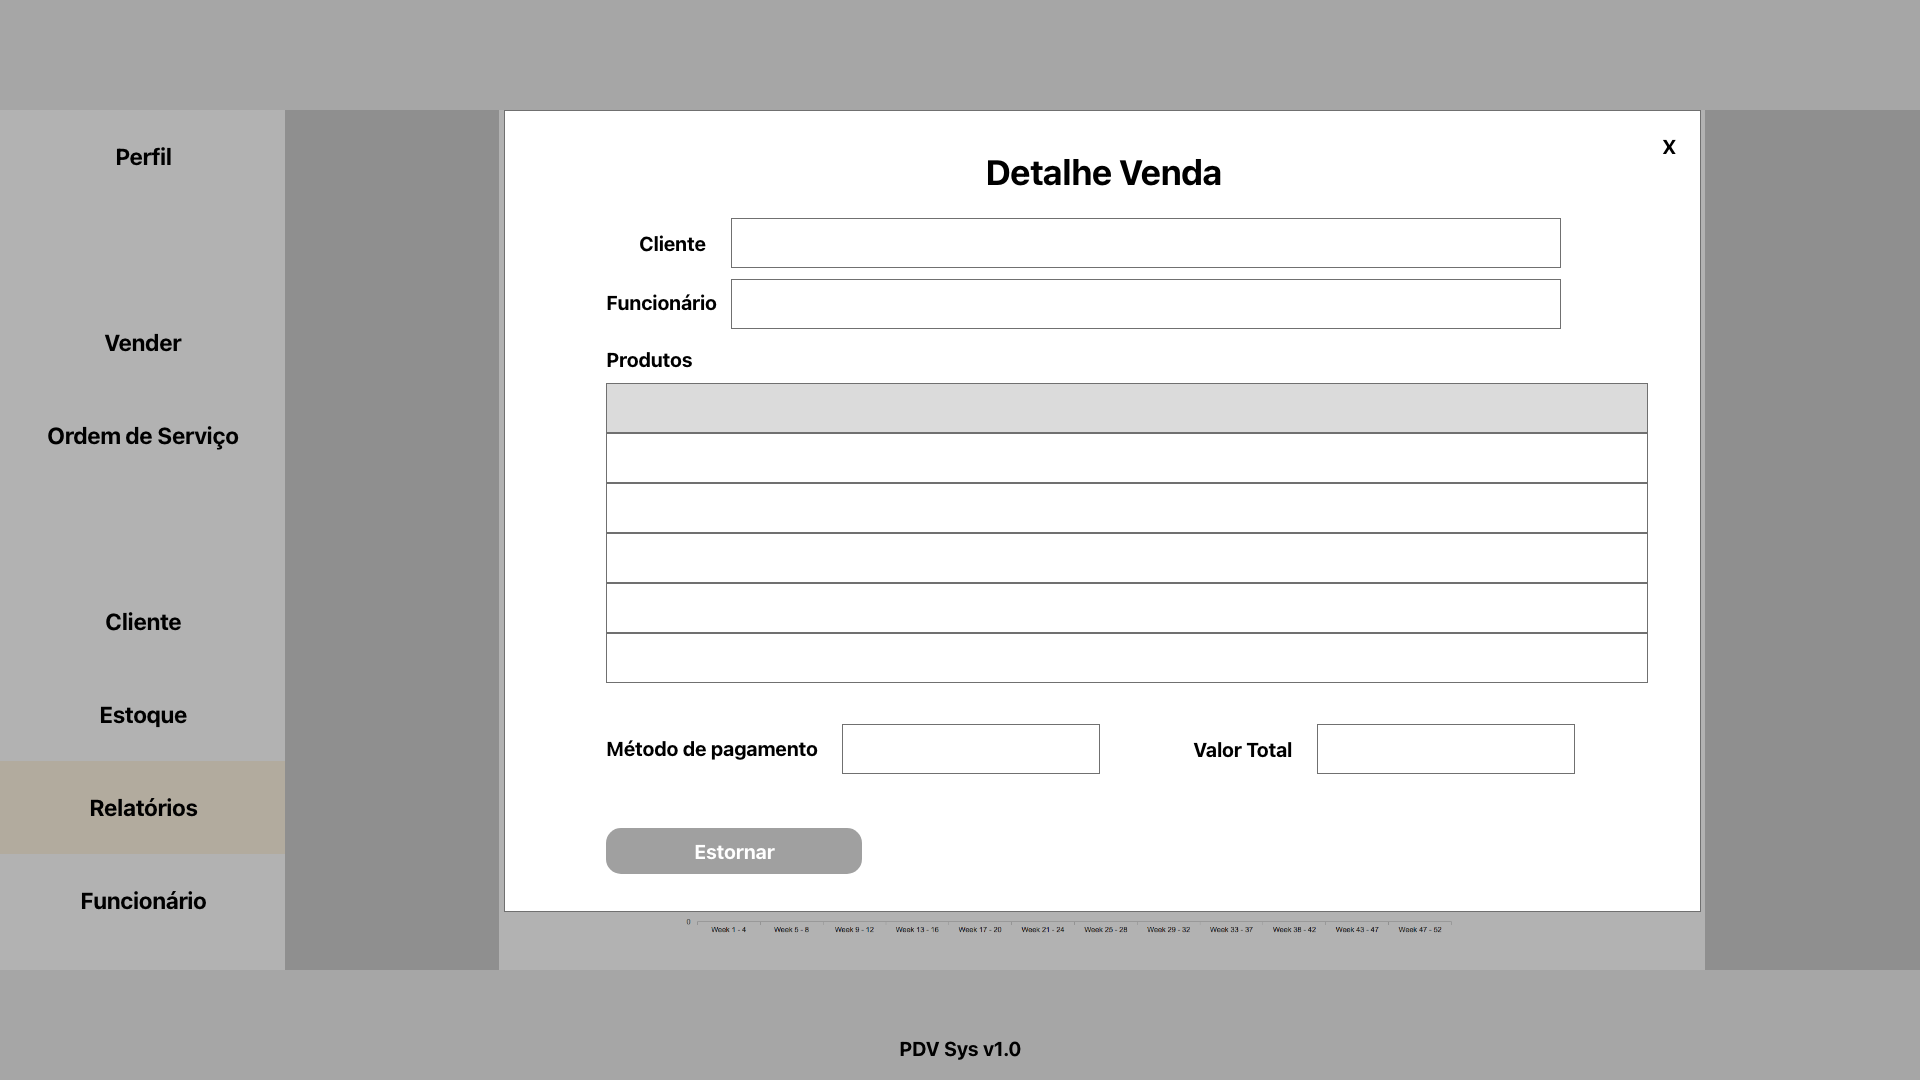 Perfil
Vender
Ordem de Serviço
Cliente
Estoque
Relatórios
Funcionário
X
Detalhe Venda
Cliente
Funcionário
Produtos
Método de pagamento
Valor Total
Estornar
0
Week 1 - 4 Week 5 - 8 Week 9 - 12 Week 13 - 16 Week 17 - 20 Week 21 - 24 Week 25 - 28 Week 29 - 32 Week 33 - 37 Week 38 - 42 Week 43 - 47 Week 47 - 52
PDV Sys v1.0